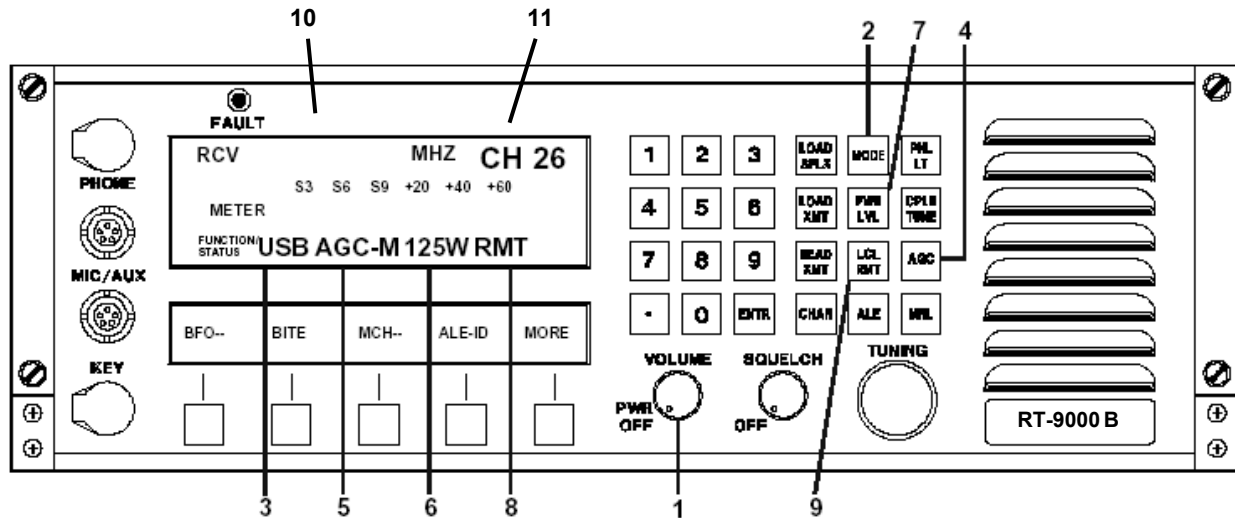 10 11 2 7 4
FAULT
RCV MHZ CH 26
S3 S6 S9 +20 +40 +60
METER
FUNCTION/
STATUS USB AGC-M 125W RMT
PHONE
MIC/AUX
KEY
BFO-- BITE MCH-- ALE-ID MORE
1 2 3 LOAD SPLX MODE PNL LT
4 5 6 LOAD XMT PWR LVL CPLR TUNE
7 8 9 READ XMT LCL RMT AGC
. 0 ENTR CHAN ALE
VOLUME SQUELCH TUNING
PWR OFF
OFF
RT-9000 B
3 5 6 8 1 9